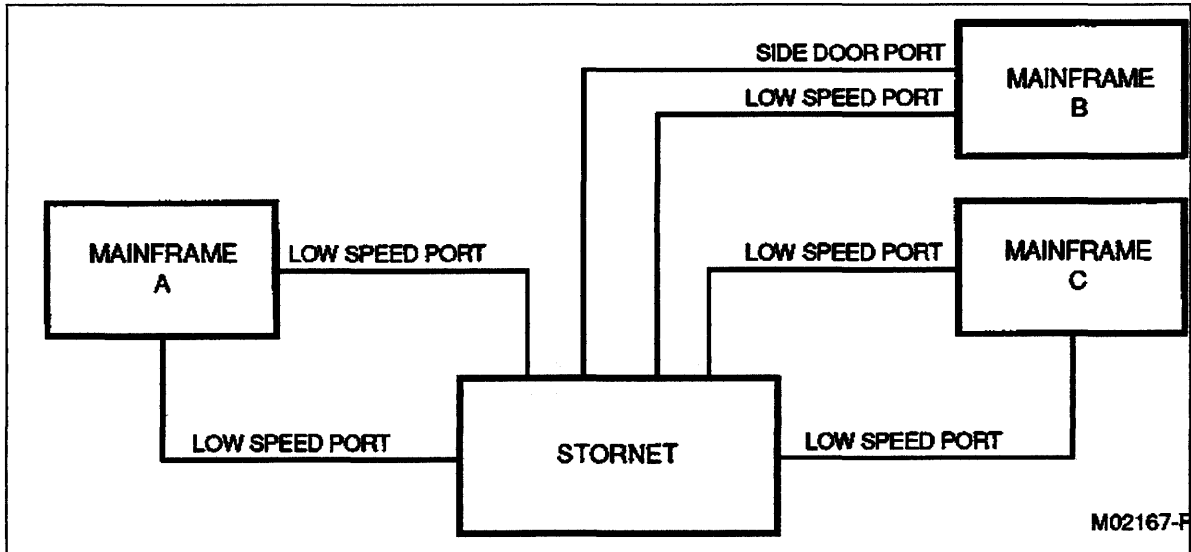 SIDE DOOR PORT
MAINFRAME
B
LOW SPEED PORT
MAINFRAME
A
LOW SPEED PORT
LOW SPEED PORT
MAINFRAME
C
LOW SPEED PORT
STORNET
LOW SPEED PORT
M02167-F